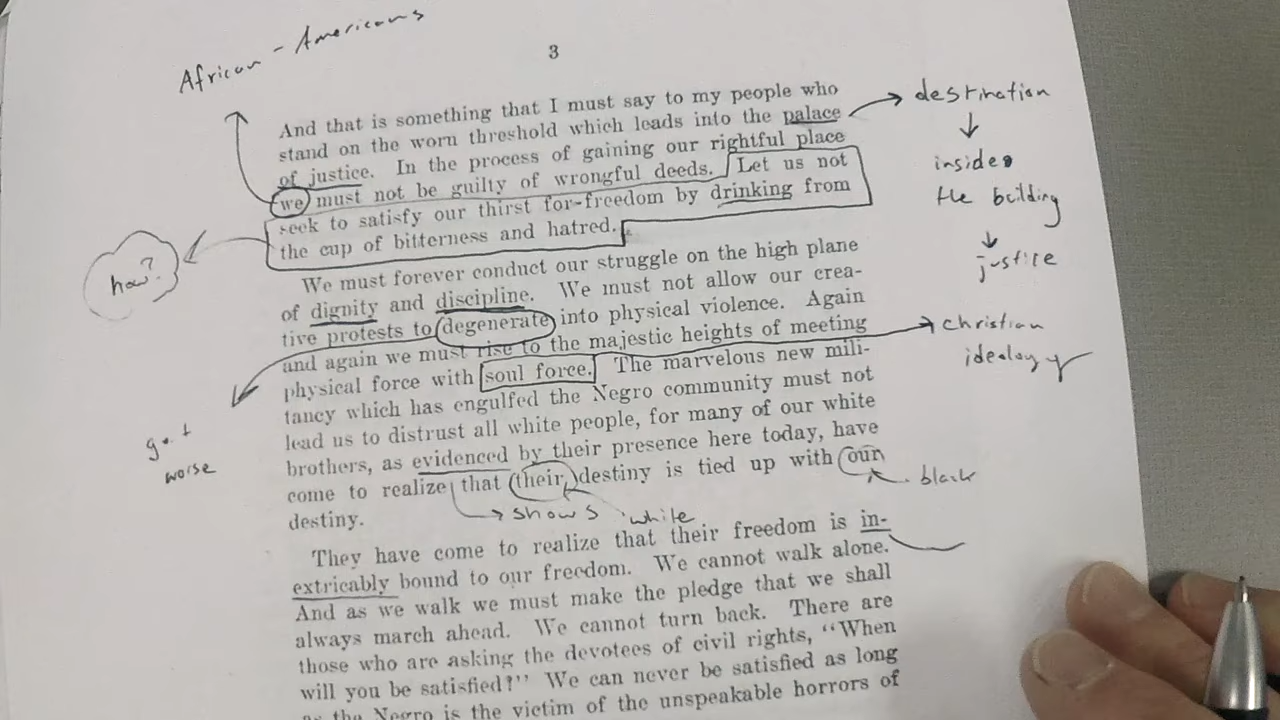 African - Americans
3
And that is something that I must say to my people who
stand on the worn threshold which leads into the palace
of justice. In the process of gaining our rightful place
we must not be guilty of wrongful deeds. Let us not
seek to satisfy our thirst for-freedom by drinking from
the cup of bitterness and hatred.
We must forever conduct our struggle on the high plane
of dignity and discipline. We must not allow our crea-
tive protests to degenerate into physical violence. Again
and again we must rise to the majestic heights of meeting
physical force with soul force. The marvelous new mili-
tancy which has engulfed the Negro community must not
lead us to distrust all white people, for many of our white
brothers, as evidenced by their presence here today, have
come to realize that their destiny is tied up with our
destiny.
They have come to realize that their freedom is in-
extricably bound to our freedom. We cannot walk alone.
And as we walk we must make the pledge that we shall
always march ahead. We cannot turn back. There are
those who are asking the devotees of civil rights, "When
will you be satisfied?" We can never be satisfied as long
as the Negro is the victim of the unspeakable horrors of
destination
inside
the building
justice
how?
christian
ideology
worse
black
shows
white